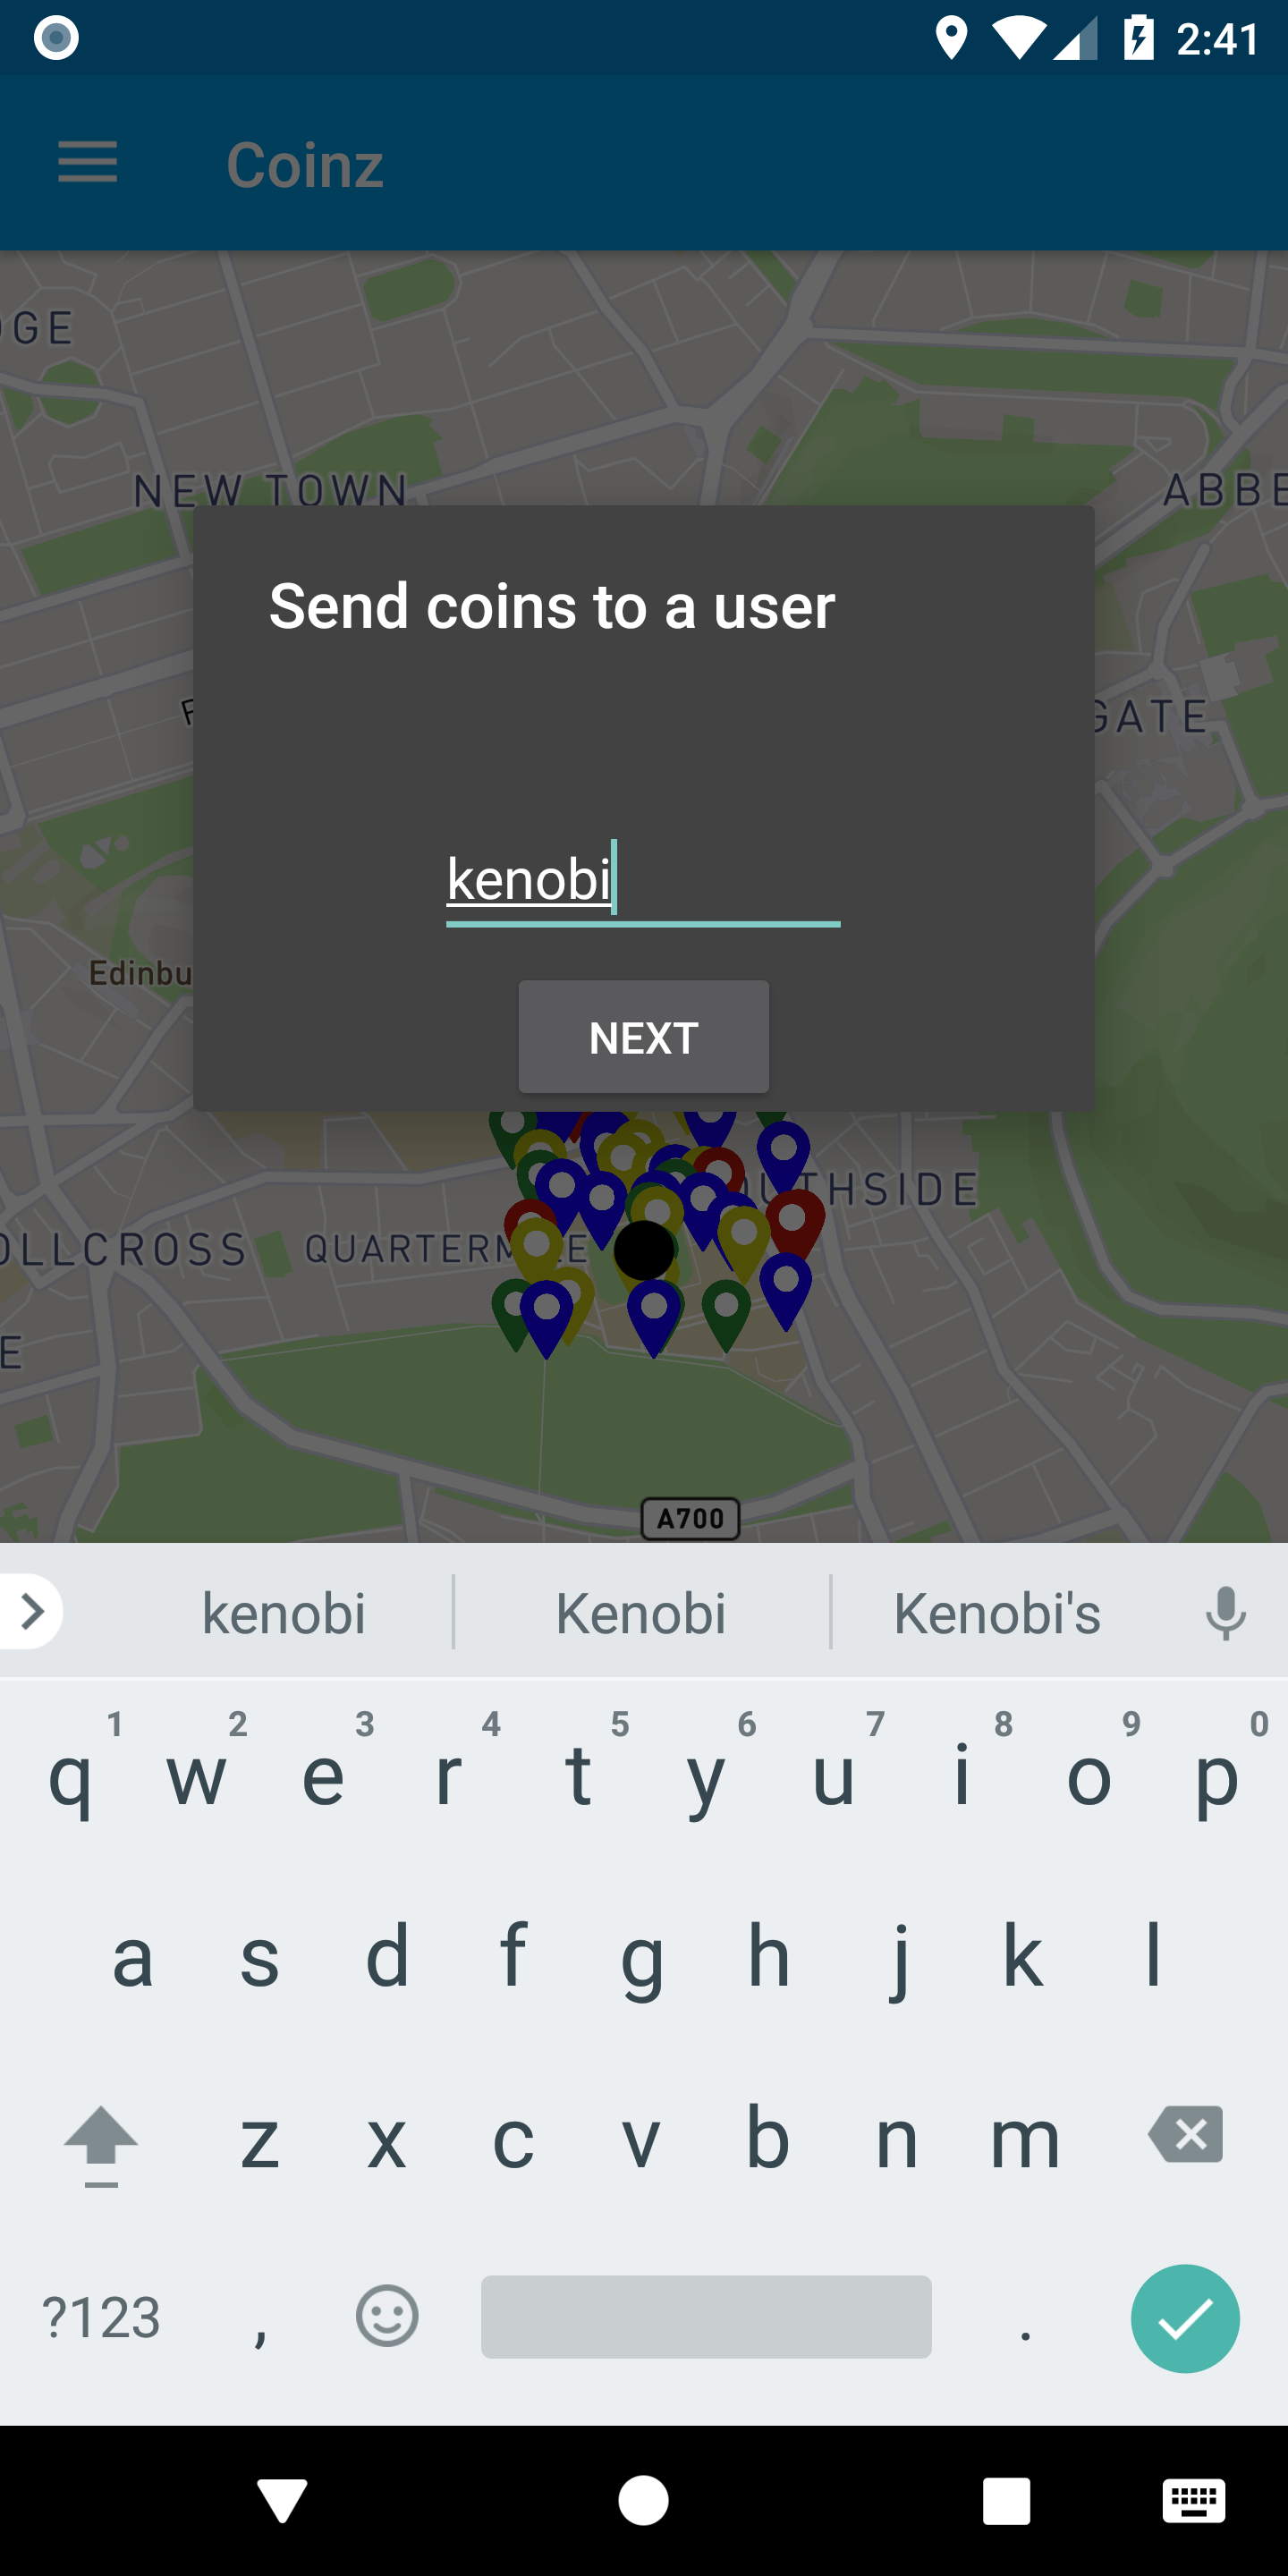 2:41
Coinz
DGE
NEW TOWN
ABBE
Send coins to a user
GATE
kenobi
Edinbu
NEXT
UTHSIDE
OLLCROSS
QUARTERM
E
E
A700
kenobi
Kenobi
Kenobi's
1 2 3 4 5 6 7 8 9 0
q w e r t y u i o p
a s d f g h j k l
z x c v b n m
?123 , .